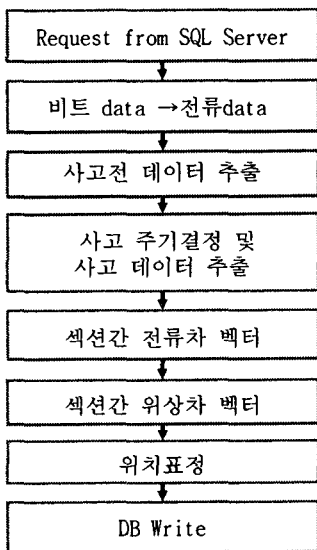 Request from SQL Server
비트 data →전류data
사고전 데이터 추출
사고 주기결정 및
사고 데이터 추출
섹션간 전류차 벡터
섹션간 위상차 벡터
위치표정
DB Write